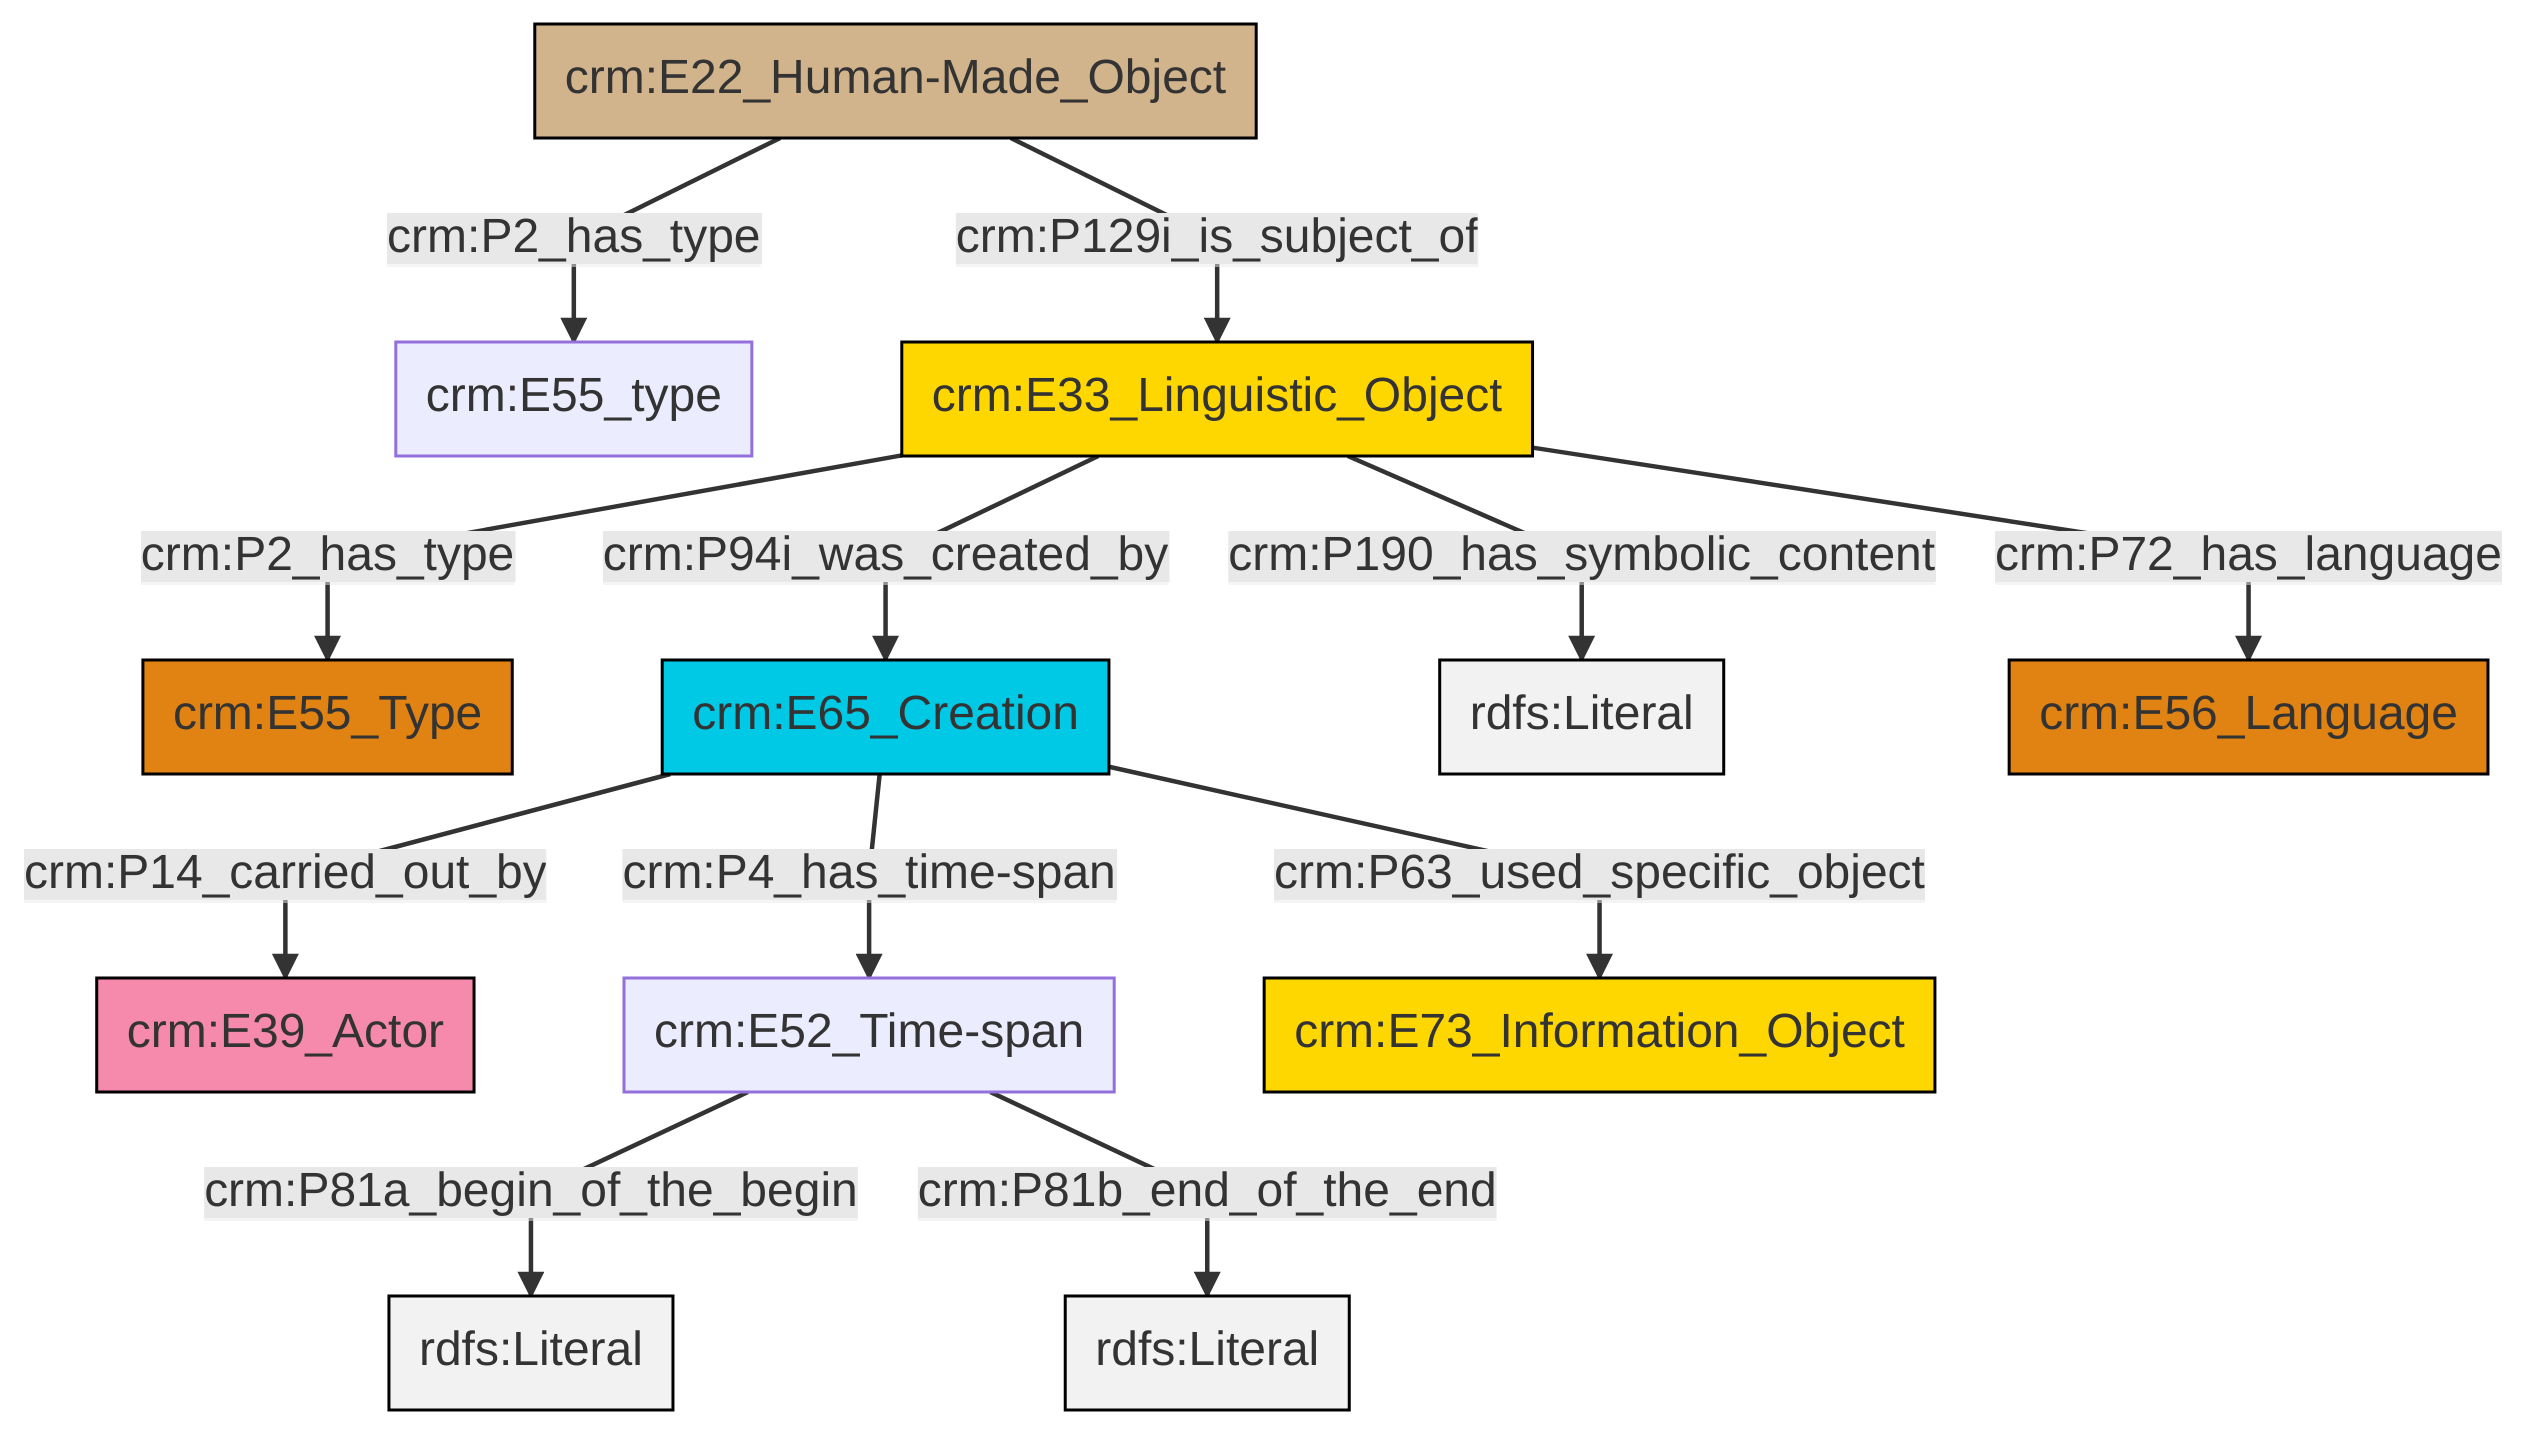 crm:E22_Human-Made_Object
crm:P2_has_type
crm:P129i_is_subject_of
crm:E55_type
crm:E33_Linguistic_Object
crm:P2_has_type
crm:P94i_was_created_by
crm:P190_has_symbolic_content
crm:P72_has_language
crm:E55_Type
crm:E65_Creation
rdfs:Literal
crm:E56_Language
crm:P14_carried_out_by
crm:P4_has_time-span
crm:P63_used_specific_object
crm:E39_Actor
crm:E52_Time-span
crm:E73_Information_Object
crm:P81a_begin_of_the_begin
crm:P81b_end_of_the_end
rdfs:Literal
rdfs:Literal